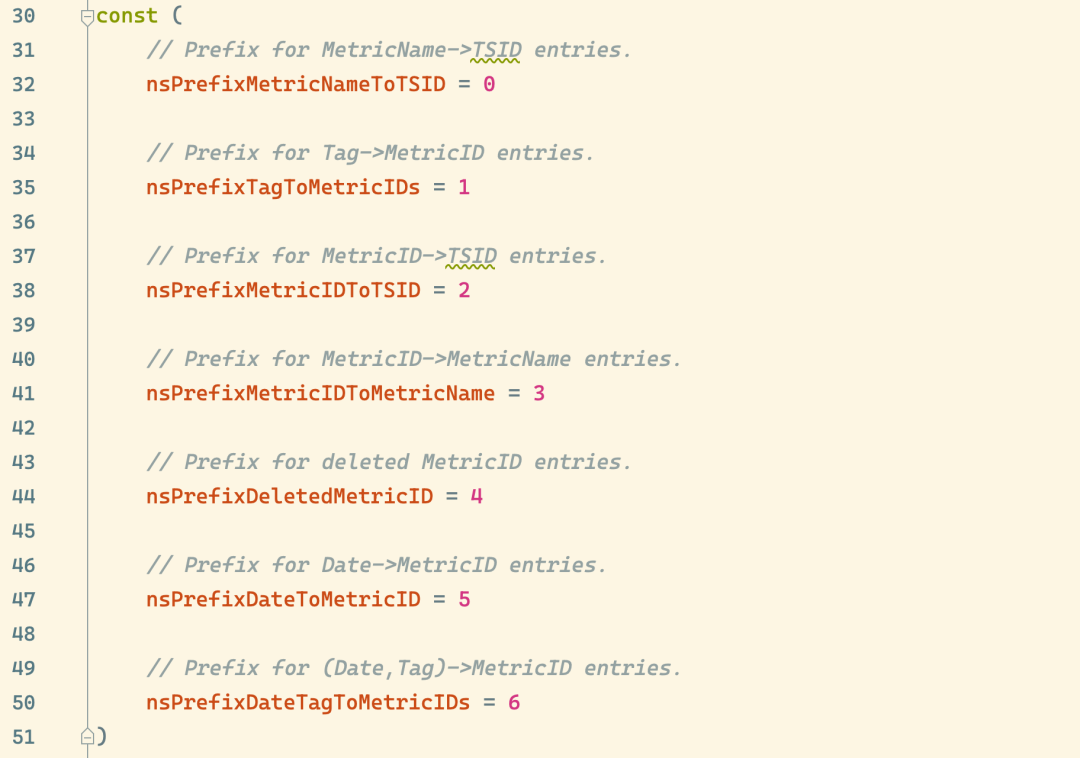 30 const (
31 // Prefix for MetricName->TSID entries.
32 nsPrefixMetricNameToTSID = 0
33
34 // Prefix for Tag->MetricID entries.
35 nsPrefixTagToMetricIDs = 1
36
37 // Prefix for MetricID->TSID entries.
38 nsPrefixMetricIDToTSID = 2
39
40 // Prefix for MetricID->MetricName entries.
41 nsPrefixMetricIDToMetricName = 3
42
43 // Prefix for deleted MetricID entries.
44 nsPrefixDeletedMetricID = 4
45
46 // Prefix for Date->MetricID entries.
47 nsPrefixDateToMetricID = 5
48
49 // Prefix for (Date,Tag)->MetricID entries.
50 nsPrefixDateTagToMetricIDs = 6
51 )